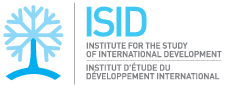 ISID
INSTITUTE FOR THE STUDY
OF INTERNATIONAL DEVELOPMENT
INSTITUT D'ÉTUDE DU
DÉVELOPPEMENT INTERNATIONAL